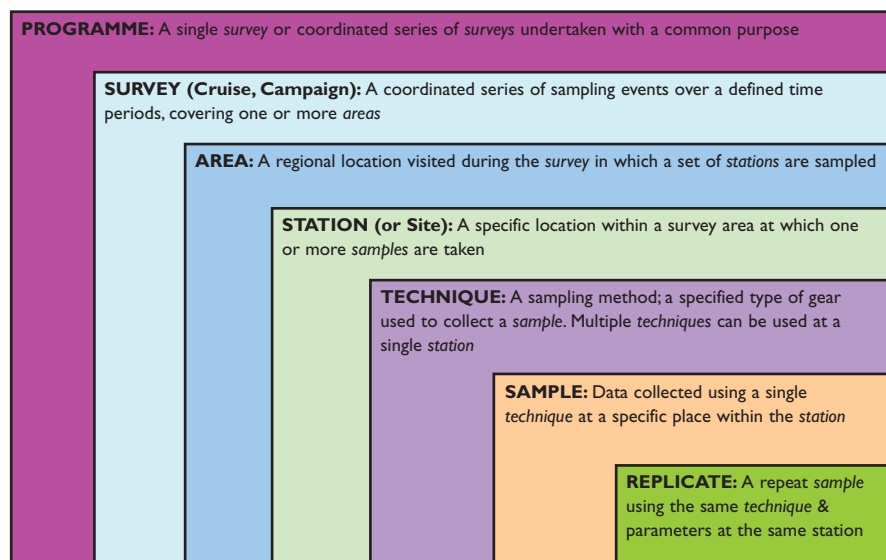 PROGRAMME: A single survey or coordinated series of surveys undertaken with a common purpose
SURVEY (Cruise, Campaign): A coordinated series of sampling events over a defined time
periods, covering one or more areas
AREA: A regional location visited during the survey in which a set of stations are sampled
STATION (or Site): A specific location within a survey area at which one
or more samples are taken
TECHNIQUE: A sampling method; a specified type of gear
used to collect a sample. Multiple techniques can be used at a
single station
SAMPLE: Data collected using a single
technique at a specific place within the station
REPLICATE: A repeat sample
using the same technique &
parameters at the same station